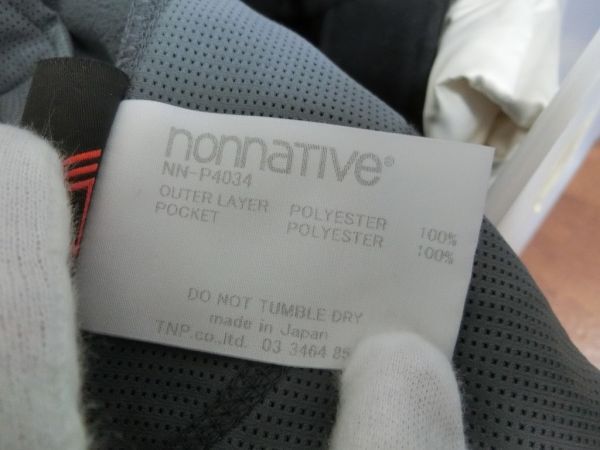 nonnative®
NN-P4034
OUTER LAYER POLYESTER 100%
POCKET POLYESTER 100%
DO NOT TUMBLE DRY
made in Japan
TNP.co.,ltd. 03 3464 85